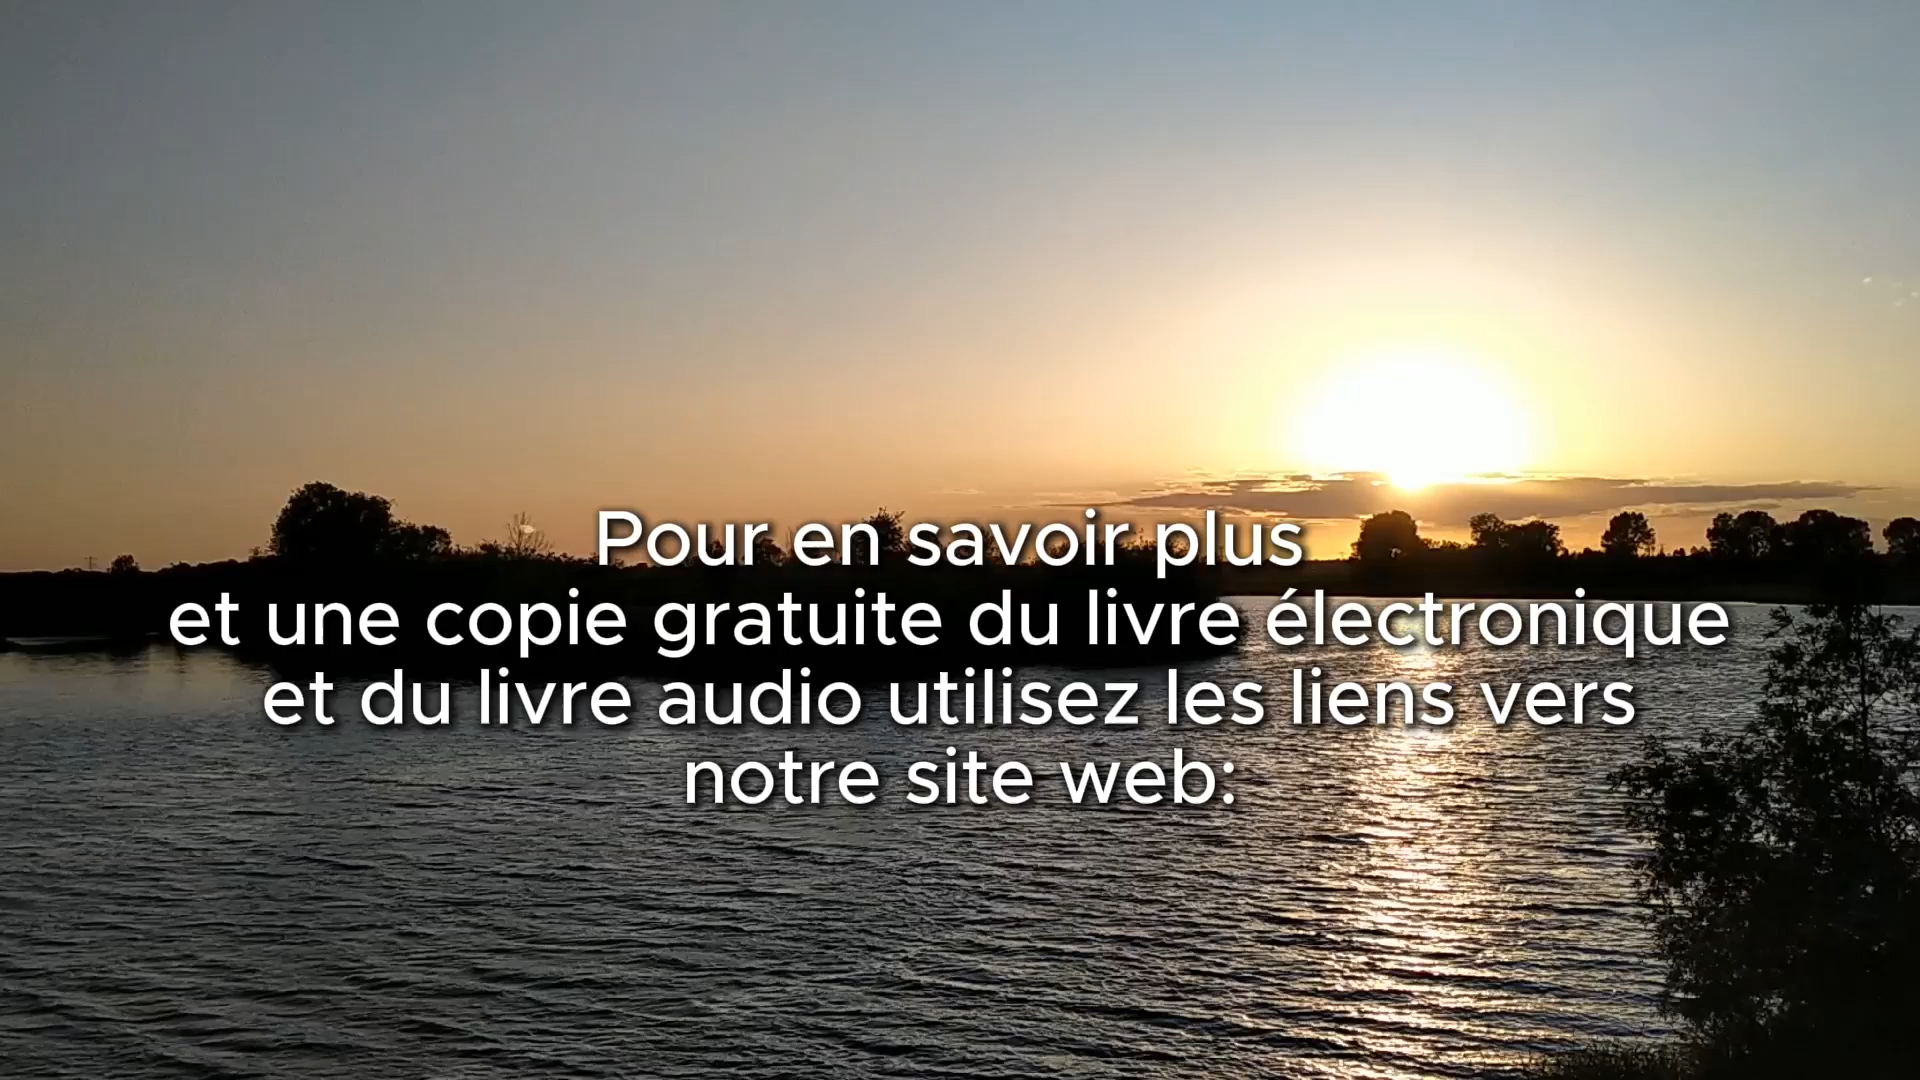 Pour en savoir plus
et une copie gratuite du livre électronique
et du livre audio utilisez les liens vers
notre site web: